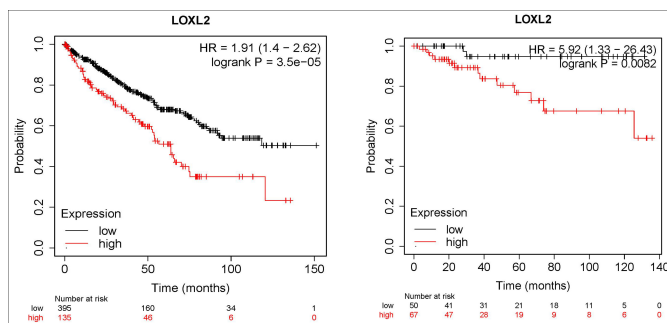 LOXL2
HR = 1.91 (1.4 − 2.62)
logrank P = 3.5e−05
Probability
1.0
0.8
0.6
0.4
0.2
0.0
Expression
low
high
0 50 100 150
Time (months)
Number at risk
low 395 160 34 1
high 135 46 6 0
LOXL2
HR = 5.92 (1.33 − 26.43)
logrank P = 0.0082
Probability
1.0
0.8
0.6
0.4
0.2
0.0
Expression
low
high
0 20 40 60 80 100 120 140
Time (months)
Number at risk
low 50 41 31 21 18 11 5 0
high 67 47 28 19 9 8 6 0